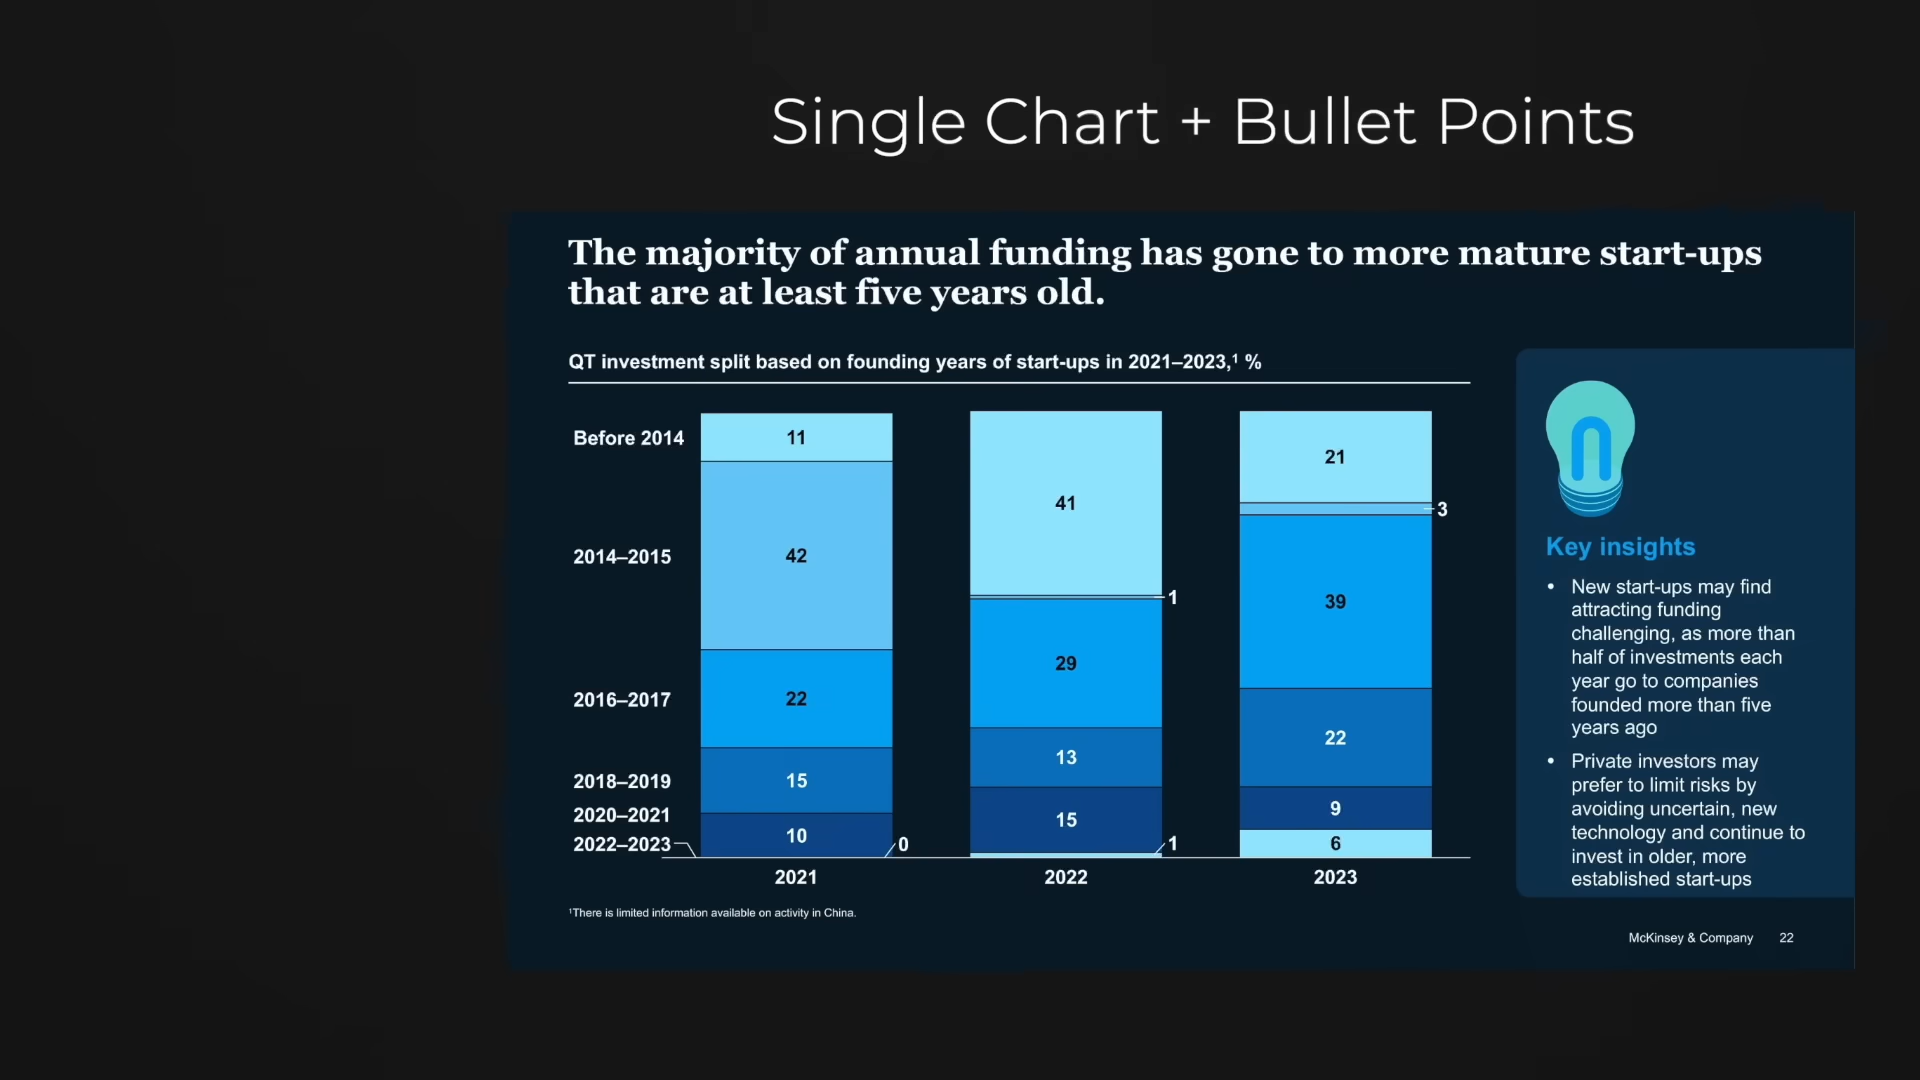 Single Chart + Bullet Points
The majority of annual funding has gone to more mature start-ups
that are at least five years old.
QT investment split based on founding years of start-ups in 2021–2023,¹ %
Before 2014
2014–2015
2016–2017
2018–2019
2020–2021
2022–2023
11
42
22
15
10
0
2021
41
1
29
13
15
1
2022
21
3
39
22
9
6
2023
Key insights
• New start-ups may find
attracting funding
challenging, as more than
half of investments each
year go to companies
founded more than five
years ago
• Private investors may
prefer to limit risks by
avoiding uncertain, new
technology and continue to
invest in older, more
established start-ups
¹There is limited information available on activity in China.
McKinsey & Company 22